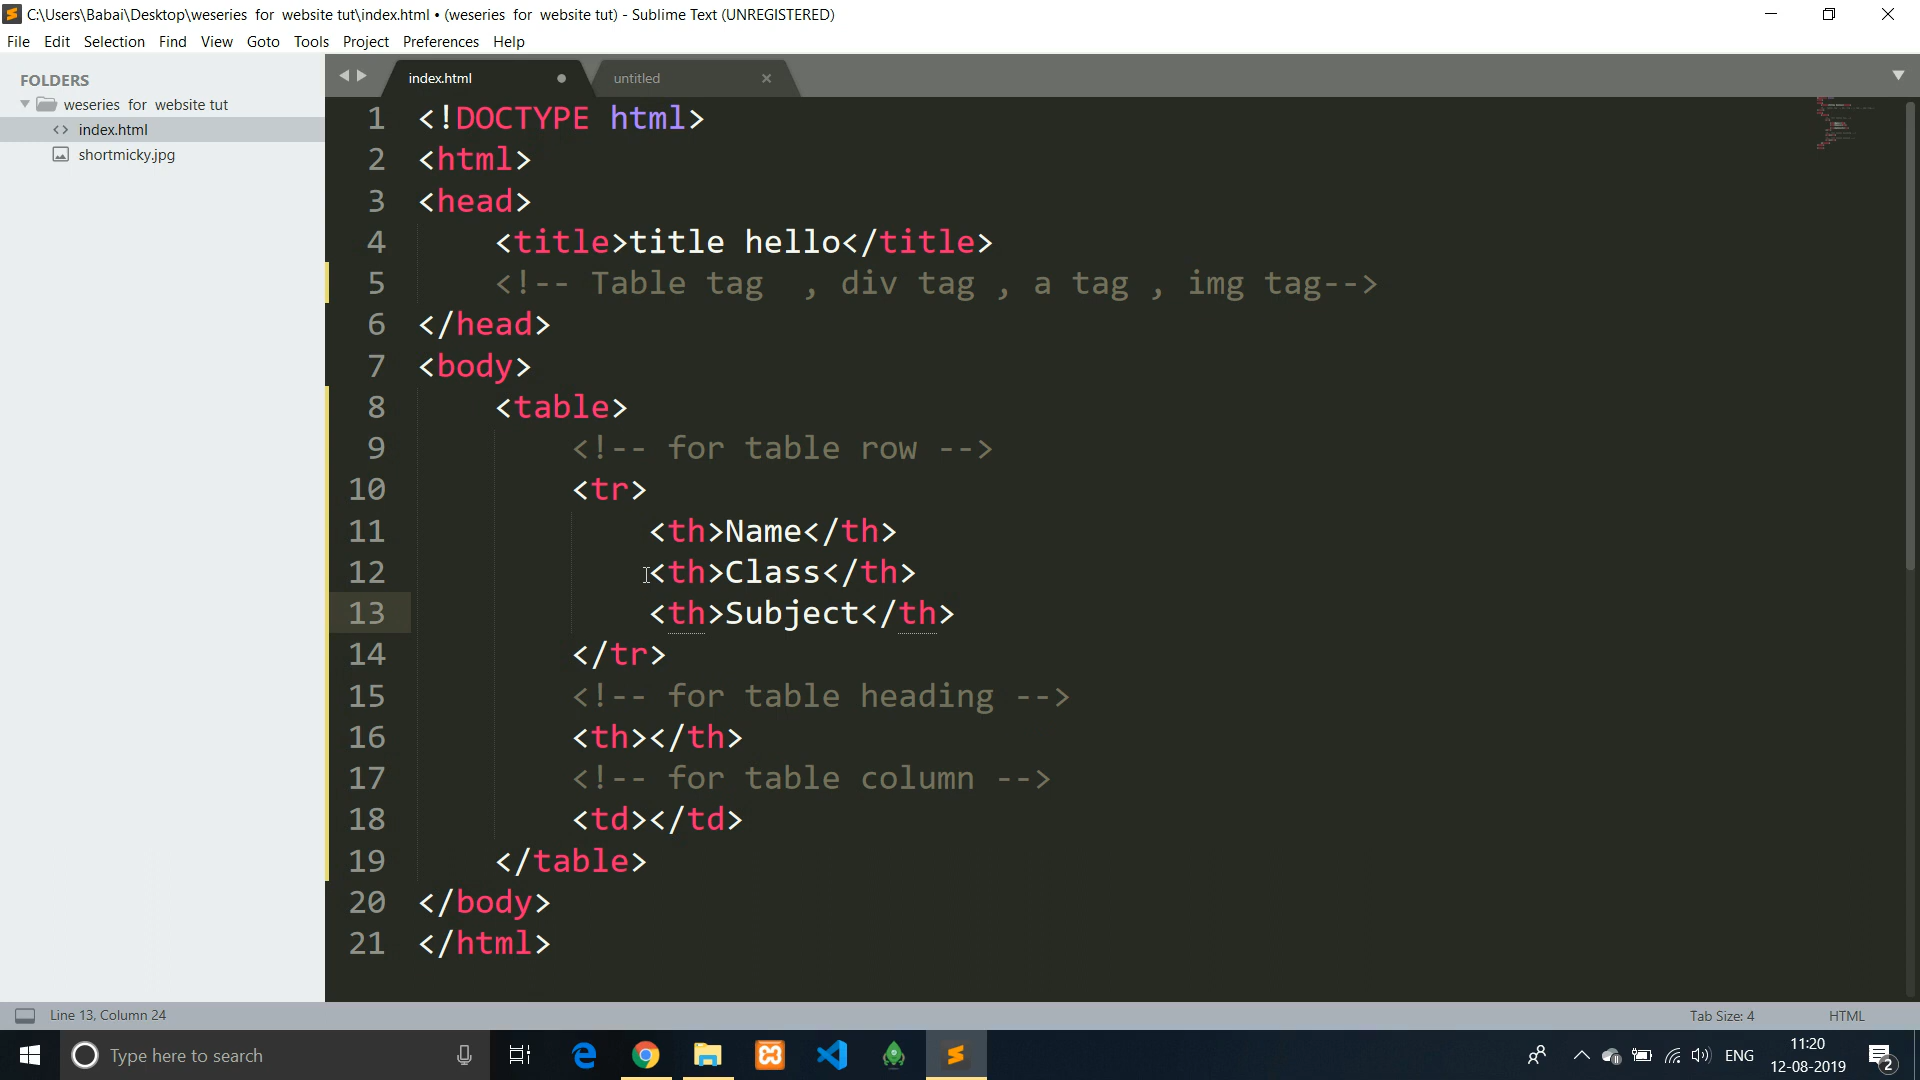 C:\Users\Babai\Desktop\weseries for website tut\index.html • (weseries for website tut) - Sublime Text (UNREGISTERED)
File Edit Selection Find View Goto Tools Project Preferences Help
FOLDERS
weseries for website tut
index.html
shortmicky.jpg
index.html untitled
1 <!DOCTYPE html>
2 <html>
3 <head>
4 <title>title hello</title>
5 <!-- Table tag  , div tag , a tag , img tag-->
6 </head>
7 <body>
8 <table>
9 <!-- for table row -->
10 <tr>
11 <th>Name</th>
12 <th>Class</th>
13 <th>Subject</th>
14 </tr>
15 <!-- for table heading -->
16 <th></th>
17 <!-- for table column -->
18 <td></td>
19 </table>
20 </body>
21 </html>
Line 13, Column 24 Tab Size: 4 HTML
Type here to search
ENG
11:20
12-08-2019
2